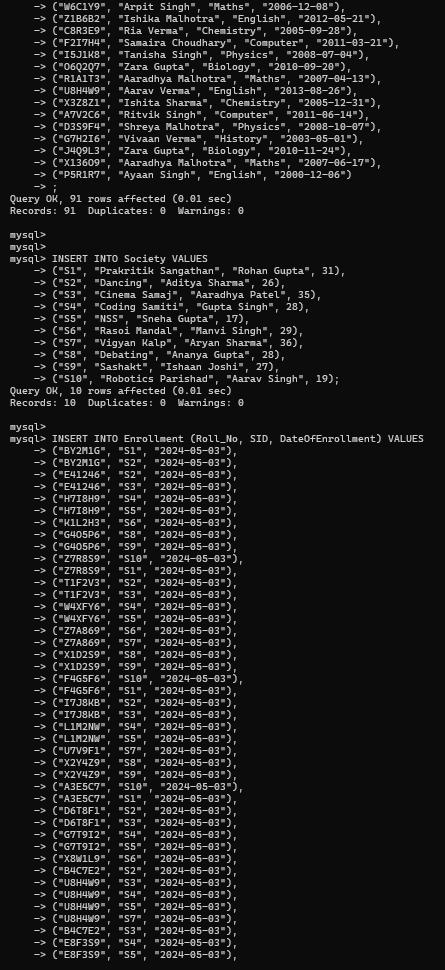 -> ("W6C1Y9", "Arpit Singh", "Maths", "2006-12-08"),
-> ("Z1B6B2", "Ishika Malhotra", "English", "2012-05-21"),
-> ("C8R3E9", "Ria Verma", "Chemistry", "2005-09-28"),
-> ("F2I7H4", "Samaira Choudhary", "Computer", "2011-03-21"),
-> ("I5J1K8", "Tanisha Singh", "Physics", "2008-07-04"),
-> ("O6Q2Q7", "Zara Gupta", "Biology", "2010-09-20"),
-> ("R1A1T3", "Aaradhya Malhotra", "Maths", "2007-04-13"),
-> ("U8H4W9", "Aarav Verma", "English", "2013-08-26"),
-> ("X3Z8Z1", "Ishita Sharma", "Chemistry", "2005-12-31"),
-> ("A7V2C6", "Ritvik Singh", "Computer", "2011-06-14"),
-> ("D3S9F4", "Shreya Malhotra", "Physics", "2008-10-07"),
-> ("G7H2I6", "Vivaan Verma", "History", "2003-05-01"),
-> ("J4Q9L3", "Zara Gupta", "Biology", "2010-11-24"),
-> ("X136O9", "Aaradhya Malhotra", "Maths", "2007-06-17"),
-> ("P5R1R7", "Ayaan Singh", "English", "2000-12-06")
-> ;
Query OK, 91 rows affected (0.01 sec)
Records: 91  Duplicates: 0  Warnings: 0
mysql>
mysql>
mysql> INSERT INTO Society VALUES
-> ("S1", "Prakritik Sangathan", "Rohan Gupta", 31),
-> ("S2", "Dancing", "Aditya Sharma", 26),
-> ("S3", "Cinema Samaj", "Aaradhya Patel", 35),
-> ("S4", "Coding Samiti", "Gupta Singh", 28),
-> ("S5", "NSS", "Sneha Gupta", 17),
-> ("S6", "Rasoi Mandal", "Manvi Singh", 29),
-> ("S7", "Vigyan Kalp", "Aryan Sharma", 36),
-> ("S8", "Debating", "Ananya Gupta", 28),
-> ("S9", "Sashakt", "Ishaan Joshi", 27),
-> ("S10", "Robotics Parishad", "Aarav Singh", 19);
Query OK, 10 rows affected (0.01 sec)
Records: 10  Duplicates: 0  Warnings: 0
mysql>
mysql> INSERT INTO Enrollment (Roll_No, SID, DateOfEnrollment) VALUES
-> ("BY2M1G", "S1", "2024-05-03"),
-> ("BY2M1G", "S2", "2024-05-03"),
-> ("E41246", "S2", "2024-05-03"),
-> ("E41246", "S3", "2024-05-03"),
-> ("H7I8H9", "S4", "2024-05-03"),
-> ("H7I8H9", "S5", "2024-05-03"),
-> ("K1L2H3", "S6", "2024-05-03"),
-> ("G4O5P6", "S8", "2024-05-03"),
-> ("G4O5P6", "S9", "2024-05-03"),
-> ("Z7R8S9", "S10", "2024-05-03"),
-> ("Z7R8S9", "S1", "2024-05-03"),
-> ("T1F2V3", "S2", "2024-05-03"),
-> ("T1F2V3", "S3", "2024-05-03"),
-> ("W4XFY6", "S4", "2024-05-03"),
-> ("W4XFY6", "S5", "2024-05-03"),
-> ("Z7A869", "S6", "2024-05-03"),
-> ("Z7A869", "S7", "2024-05-03"),
-> ("X1D2S9", "S8", "2024-05-03"),
-> ("X1D2S9", "S9", "2024-05-03"),
-> ("F4G5F6", "S10", "2024-05-03"),
-> ("F4G5F6", "S1", "2024-05-03"),
-> ("I7J8KB", "S2", "2024-05-03"),
-> ("I7J8KB", "S3", "2024-05-03"),
-> ("L1M2NW", "S4", "2024-05-03"),
-> ("L1M2NW", "S5", "2024-05-03"),
-> ("U7V9F1", "S7", "2024-05-03"),
-> ("X2Y4Z9", "S8", "2024-05-03"),
-> ("X2Y4Z9", "S9", "2024-05-03"),
-> ("A3E5C7", "S10", "2024-05-03"),
-> ("A3E5C7", "S1", "2024-05-03"),
-> ("D6T8F1", "S2", "2024-05-03"),
-> ("D6T8F1", "S3", "2024-05-03"),
-> ("G7T9I2", "S4", "2024-05-03"),
-> ("G7T9I2", "S5", "2024-05-03"),
-> ("X8W1L9", "S6", "2024-05-03"),
-> ("B4C7E2", "S2", "2024-05-03"),
-> ("U8H4W9", "S3", "2024-05-03"),
-> ("U8H4W9", "S4", "2024-05-03"),
-> ("U8H4W9", "S5", "2024-05-03"),
-> ("U8H4W9", "S7", "2024-05-03"),
-> ("B4C7E2", "S3", "2024-05-03"),
-> ("E8F3S9", "S4", "2024-05-03"),
-> ("E8F3S9", "S5", "2024-05-03"),